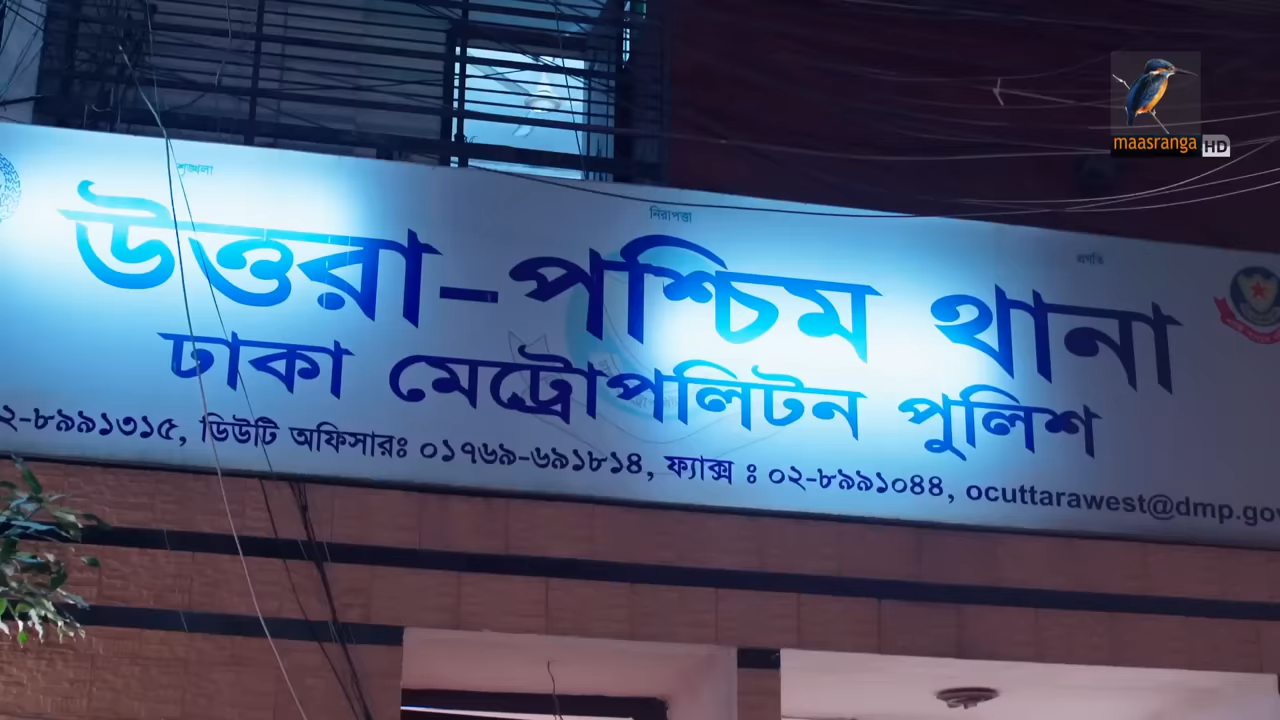 maasranga HD
শৃঙ্খলা নিরাপত্তা প্রগতি
উত্তরা-পশ্চিম থানা
ঢাকা মেট্রোপলিটন পুলিশ
২-৮৯৯১৩১৫, ডিউটি অফিসারঃ ০১৭৬৯-৬৯১৮১৪, ফ্যাক্স ঃ ০২-৮৯৯১০৪৪, ocuttarawest@dmp.gov